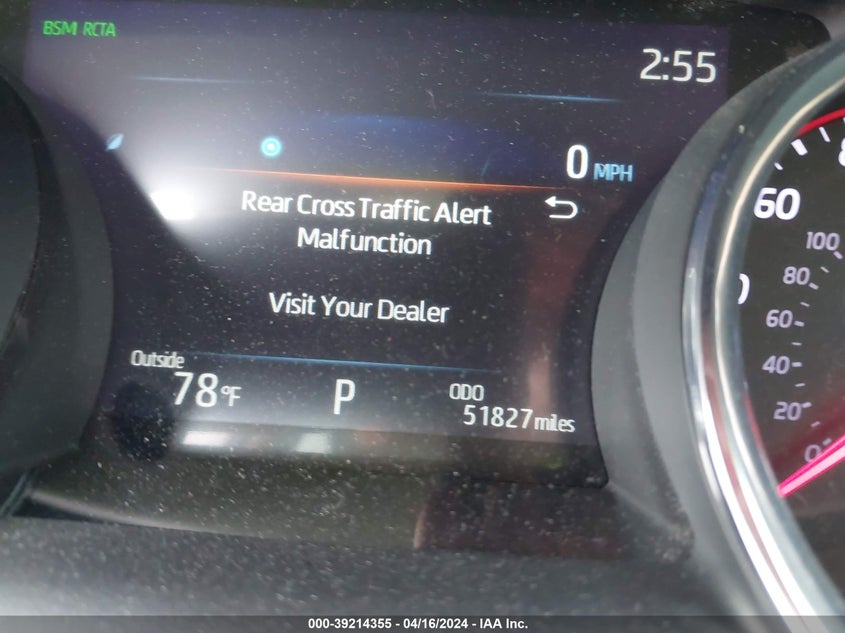 BSM RCTA
2:55
0 MPH
Rear Cross Traffic Alert
Malfunction
Visit Your Dealer
Outside
78°F
P
ODO
51827 miles
60
100
80
60
40
20
0
000-39214355 - 04/16/2024 - IAA Inc.